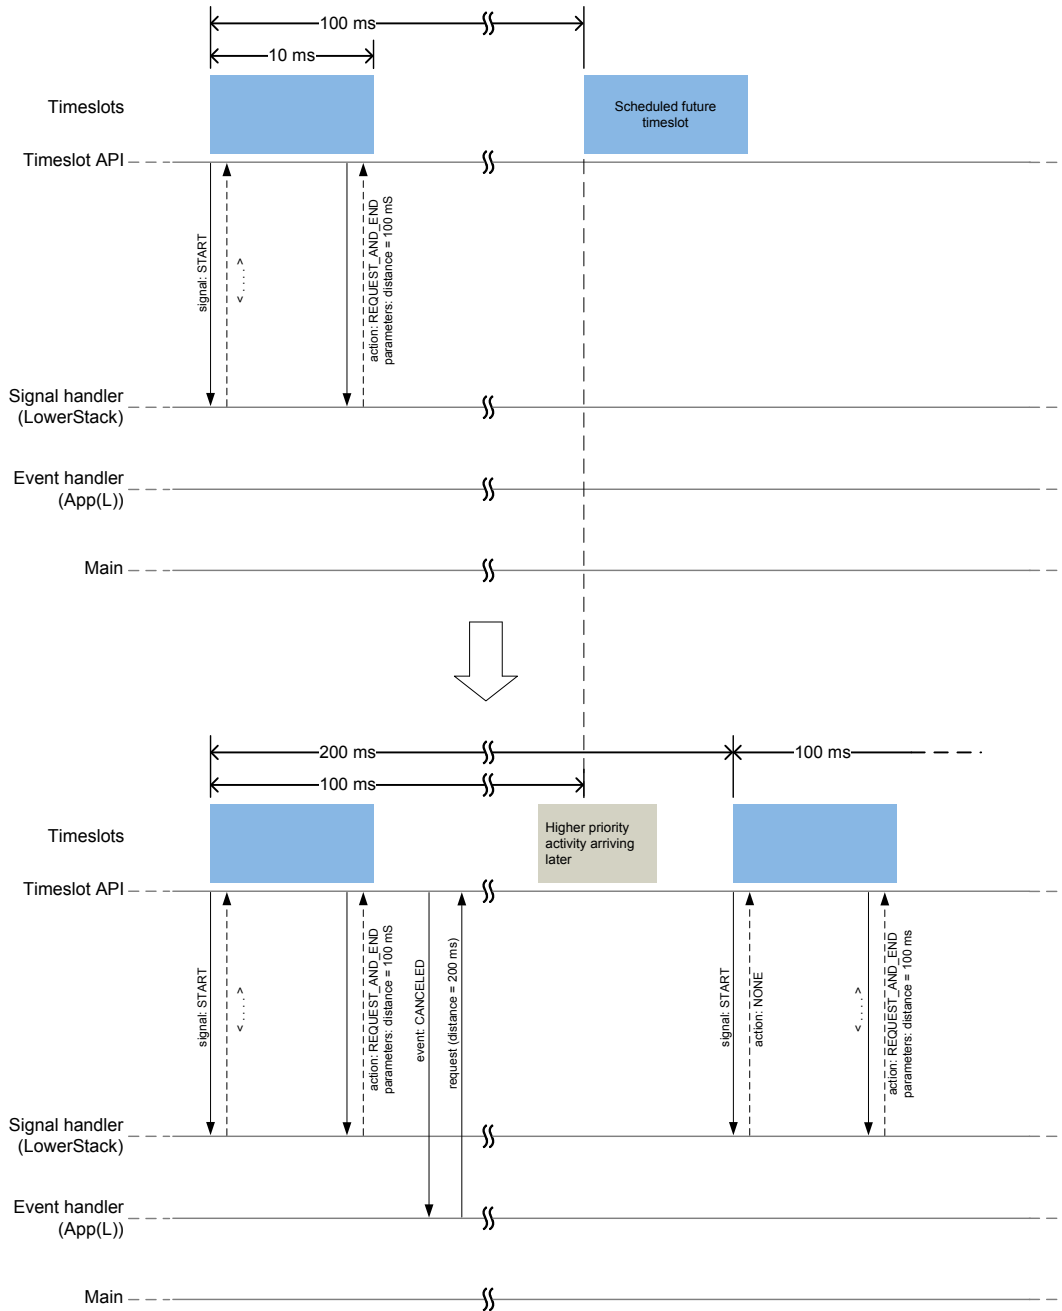 100 ms
10 ms
Timeslots
Scheduled future
timeslot
Timeslot API
signal: START
< . . . . >
action: REQUEST_AND_END
parameters: distance = 100 mS
Signal handler
(LowerStack)
Event handler
(App(L))
Main
200 ms
100 ms
100 ms
Timeslots
Higher priority
activity arriving
later
Timeslot API
signal: START
< . . . . >
action: REQUEST_AND_END
parameters: distance = 100 mS
event: CANCELED
request (distance = 200 ms)
signal: START
action: NONE
< . . . . >
action: REQUEST_AND_END
parameters: distance = 100 ms
Signal handler
(LowerStack)
Event handler
(App(L))
Main